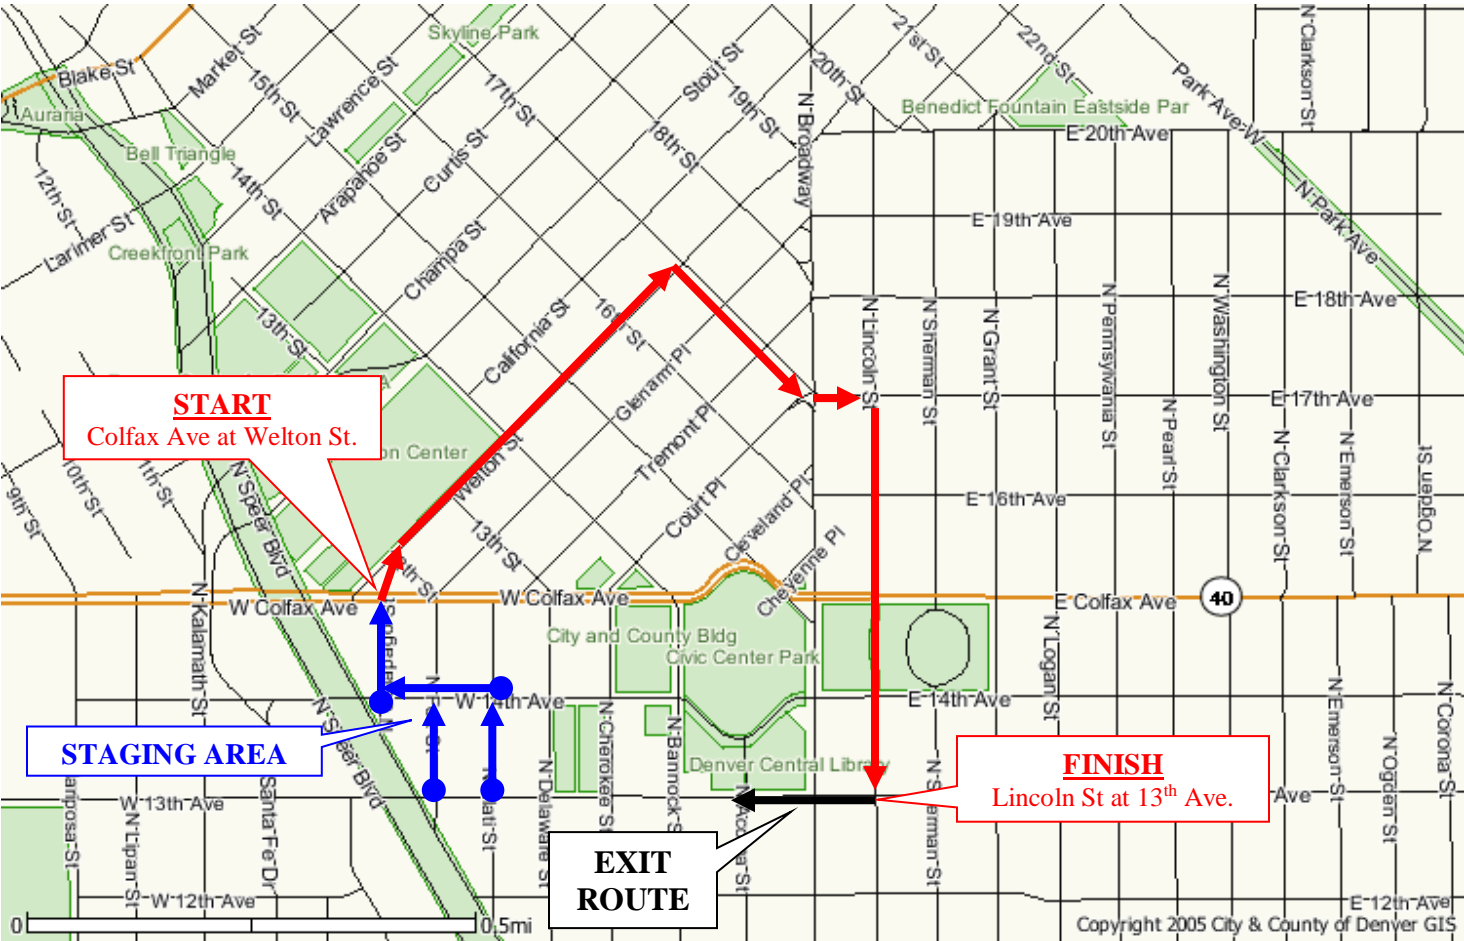 Skyline Park
21st St
22nd St
N Clarkson St
Blake St
Market St
15th St
Lawrence St
17th St
Stout St
20th St
19th St
Park Ave W
Benedict Fountain Eastside Par
Auraria
Bell Triangle
Arapahoe St
Curtis St
18th St
N Broadway
E 20th Ave
12th St
14th St
Larimer St
Creekfront Park
Champa St
E 19th Ave
N Park Ave
13th St
California St
16th St
Glenarm Pl
N Lincoln St
N Sherman St
N Grant St
N Pennsylvania St
N Washington St
E 18th Ave
START
Colfax Ave at Welton St.
A
on Center
Welton St
Tremont Pl
E 17th Ave
N Pearl St
N Clarkson St
N Emerson St
N Ogden St
9th St
10th St
1th St
N Speer Blvd
13th St
Court Pl
Cleveland Pl
Cheyenne Pl
E 16th Ave
W Colfax Ave
W Colfax Ave
E Colfax Ave
40
N Kalamath St
City and County Bldg
Civic Center Park
N Logan St
W 14th Ave
E 14th Ave
N Speer Blvd
STAGING AREA
N Cherokee St
Denver Central Library
N Emerson St
N Ogden St
N Corona St
FINISH
Lincoln St at 13th Ave.
W 13th Ave
Ave
ariposa St
N Lipan St
Santa Fe Dr
ati St
N Delaware St
N Bannock S
EXIT
ROUTE
W 12th Ave
E 12th Ave
0
0.5mi
Copyright 2005 City & County of Denver GIS